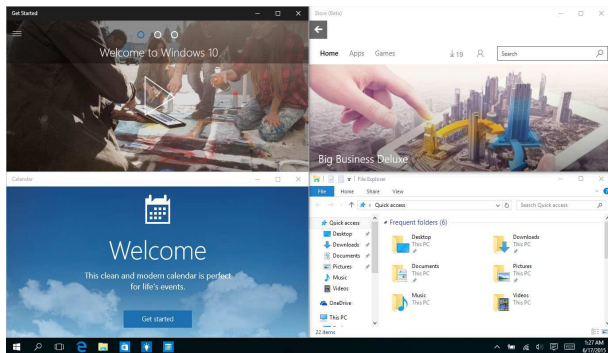 Get Started
Welcome to Windows 10
Store (Beta)
Home Apps Games
19
Search
Big Business Deluxe
Calendar
Welcome
This clean and modern calendar is perfect
for life's events.
Get started
File Explorer
File Home Share View
Quick access
Search Quick access
Quick access
Desktop
Downloads
Documents
Pictures
Music
Videos
OneDrive
This PC
Frequent folders (6)
Desktop
This PC
Downloads
This PC
Documents
This PC
Pictures
This PC
Music
This PC
Videos
This PC
22 items
1:27 AM
6/17/2015